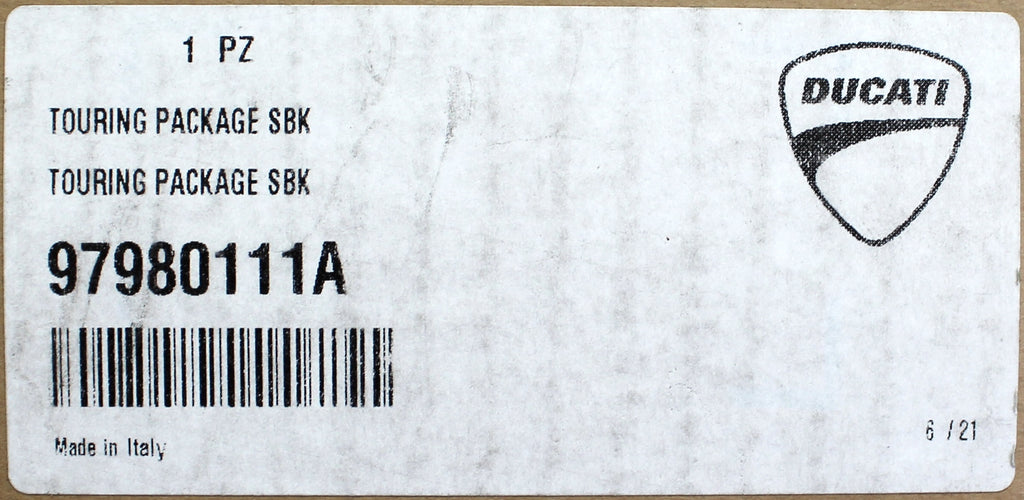 1 PZ
DUCATI
TOURING PACKAGE SBK
TOURING PACKAGE SBK
97980111A
Made in Italy
6 / 21